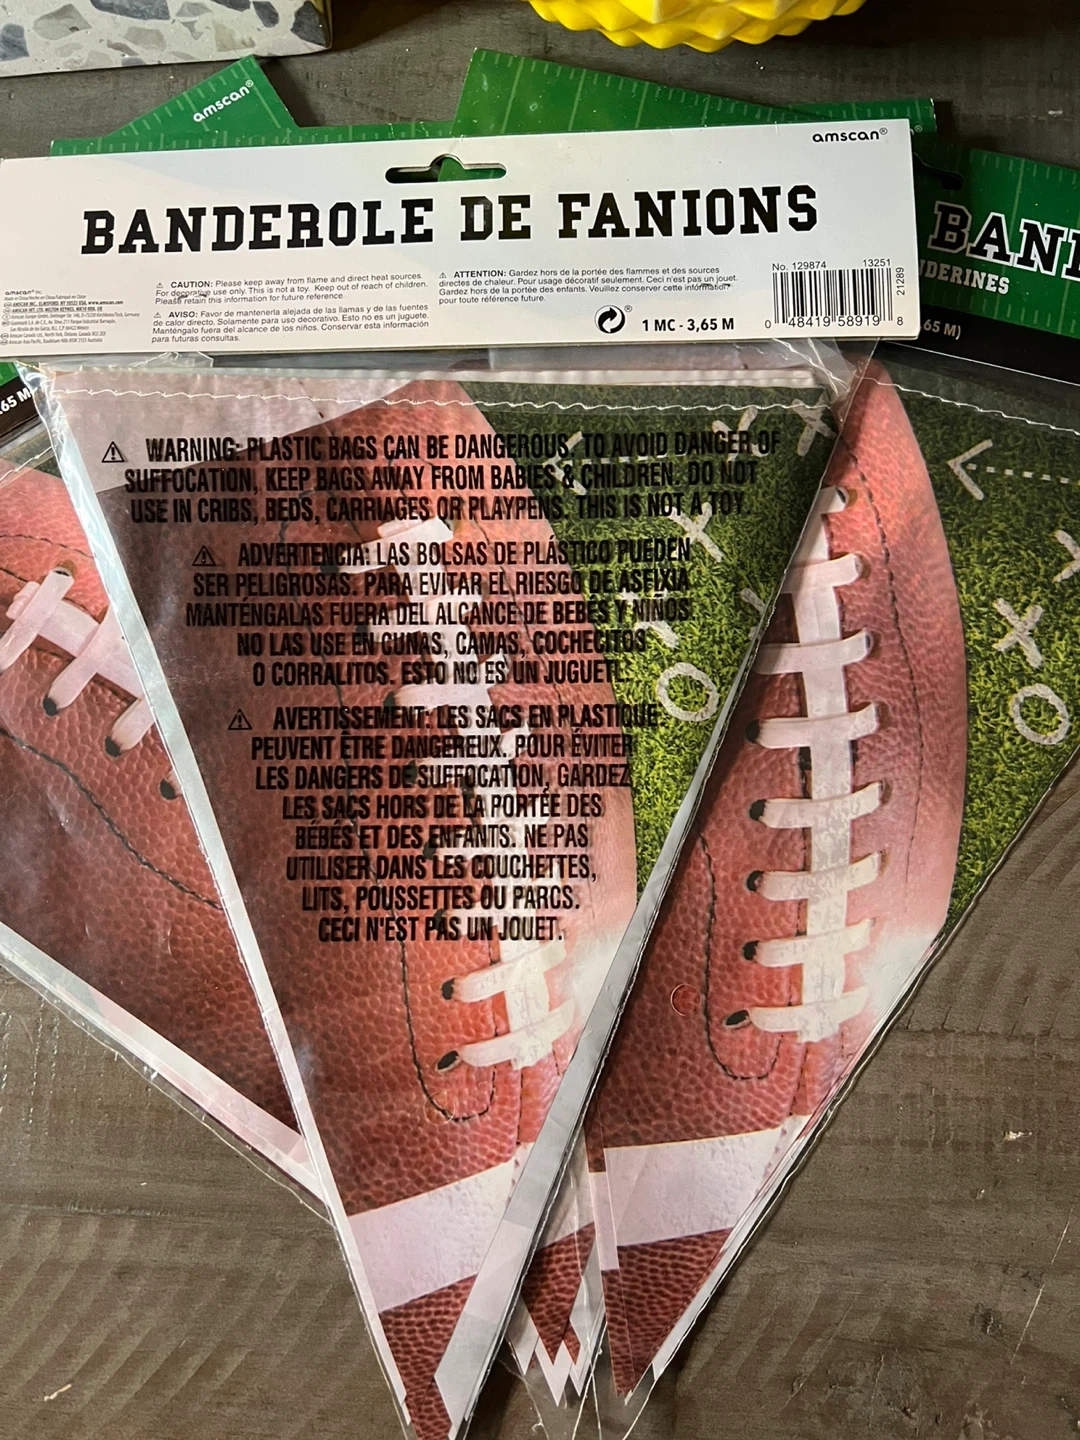 amscan®
amscan®
BANDEROLE DE FANIONS
⚠ CAUTION: Please keep away from flame and direct heat sources.
For decorative use only. This is not a toy. Keep out of reach of children.
Please retain this information for future reference.
⚠ AVISO: Favor de mantenerla alejada de las llamas y de las fuentes
de calor directo. Solamente para uso decorativo. Esto no es un juguete.
Manténgalo fuera del alcance de los niños. Conservar esta información
para futuras consultas.
⚠ ATTENTION: Gardez hors de la portée des flammes et des sources
directes de chaleur. Pour usage décoratif seulement. Ceci n'est pas un jouet.
Gardez hors de la portée des enfants. Veuillez conserver cette information
pour toute référence future.
1 MC - 3,65 M
No. 129874 13251
21289
0 48419 58919 8
amscan® Inc.
BAN
NDERINES
65 M)
,65 M
⚠ WARNING: PLASTIC BAGS CAN BE DANGEROUS. TO AVOID DANGER OF
SUFFOCATION, KEEP BAGS AWAY FROM BABIES & CHILDREN. DO NOT
USE IN CRIBS, BEDS, CARRIAGES OR PLAYPENS. THIS IS NOT A TOY.
⚠ ADVERTENCIA: LAS BOLSAS DE PLÁSTICO PUEDEN
SER PELIGROSAS. PARA EVITAR EL RIESGO DE ASFIXIA
MANTÉNGALAS FUERA DEL ALCANCE DE BEBÉS Y NIÑOS.
NO LAS USE EN CUNAS, CAMAS, COCHECITOS
O CORRALITOS. ESTO NO ES UN JUGUETE.
⚠ AVERTISSEMENT: LES SACS EN PLASTIQUE
PEUVENT ÊTRE DANGEREUX. POUR ÉVITER
LES DANGERS DE SUFFOCATION, GARDEZ
LES SACS HORS DE LA PORTÉE DES
BÉBÉS ET DES ENFANTS. NE PAS
UTILISER DANS LES COUCHETTES,
LITS, POUSSETTES OU PARCS.
CECI N'EST PAS UN JOUET.